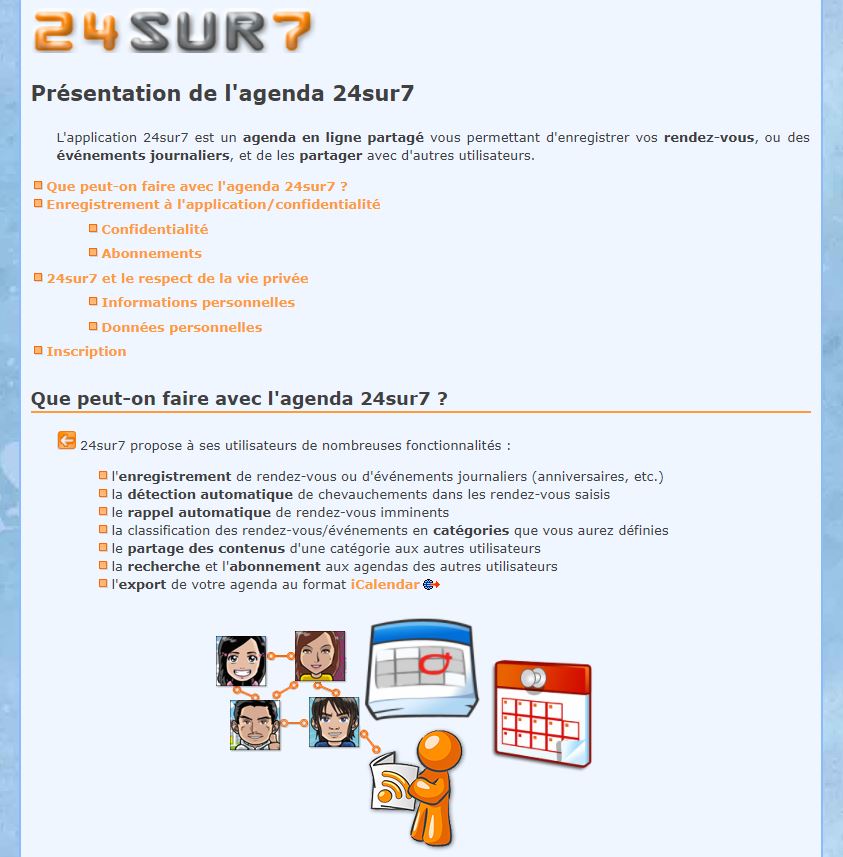 24SUR7
Présentation de l'agenda 24sur7
L'application 24sur7 est un agenda en ligne partagé vous permettant d'enregistrer vos rendez-vous, ou des
événements journaliers, et de les partager avec d'autres utilisateurs.
Que peut-on faire avec l'agenda 24sur7 ?
Enregistrement à l'application/confidentialité
Confidentialité
Abonnements
24sur7 et le respect de la vie privée
Informations personnelles
Données personnelles
Inscription
Que peut-on faire avec l'agenda 24sur7 ?
24sur7 propose à ses utilisateurs de nombreuses fonctionnalités :
l'enregistrement de rendez-vous ou d'événements journaliers (anniversaires, etc.)
la détection automatique de chevauchements dans les rendez-vous saisis
le rappel automatique de rendez-vous imminents
la classification des rendez-vous/événements en catégories que vous aurez définies
le partage des contenus d'une catégorie aux autres utilisateurs
la recherche et l'abonnement aux agendas des autres utilisateurs
l'export de votre agenda au format iCalendar